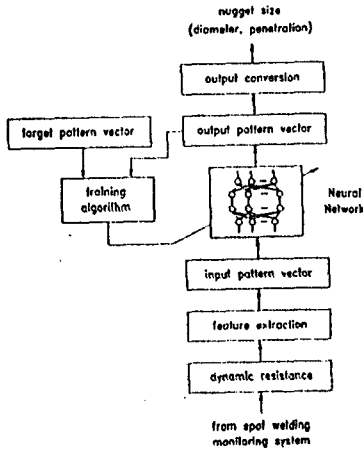 nugget size
(diameter, penetration)
output conversion
target pattern vector
output pattern vector
training
algorithm
Neural
Network
input pattern vector
feature extraction
dynamic resistance
from spot welding
monitoring system